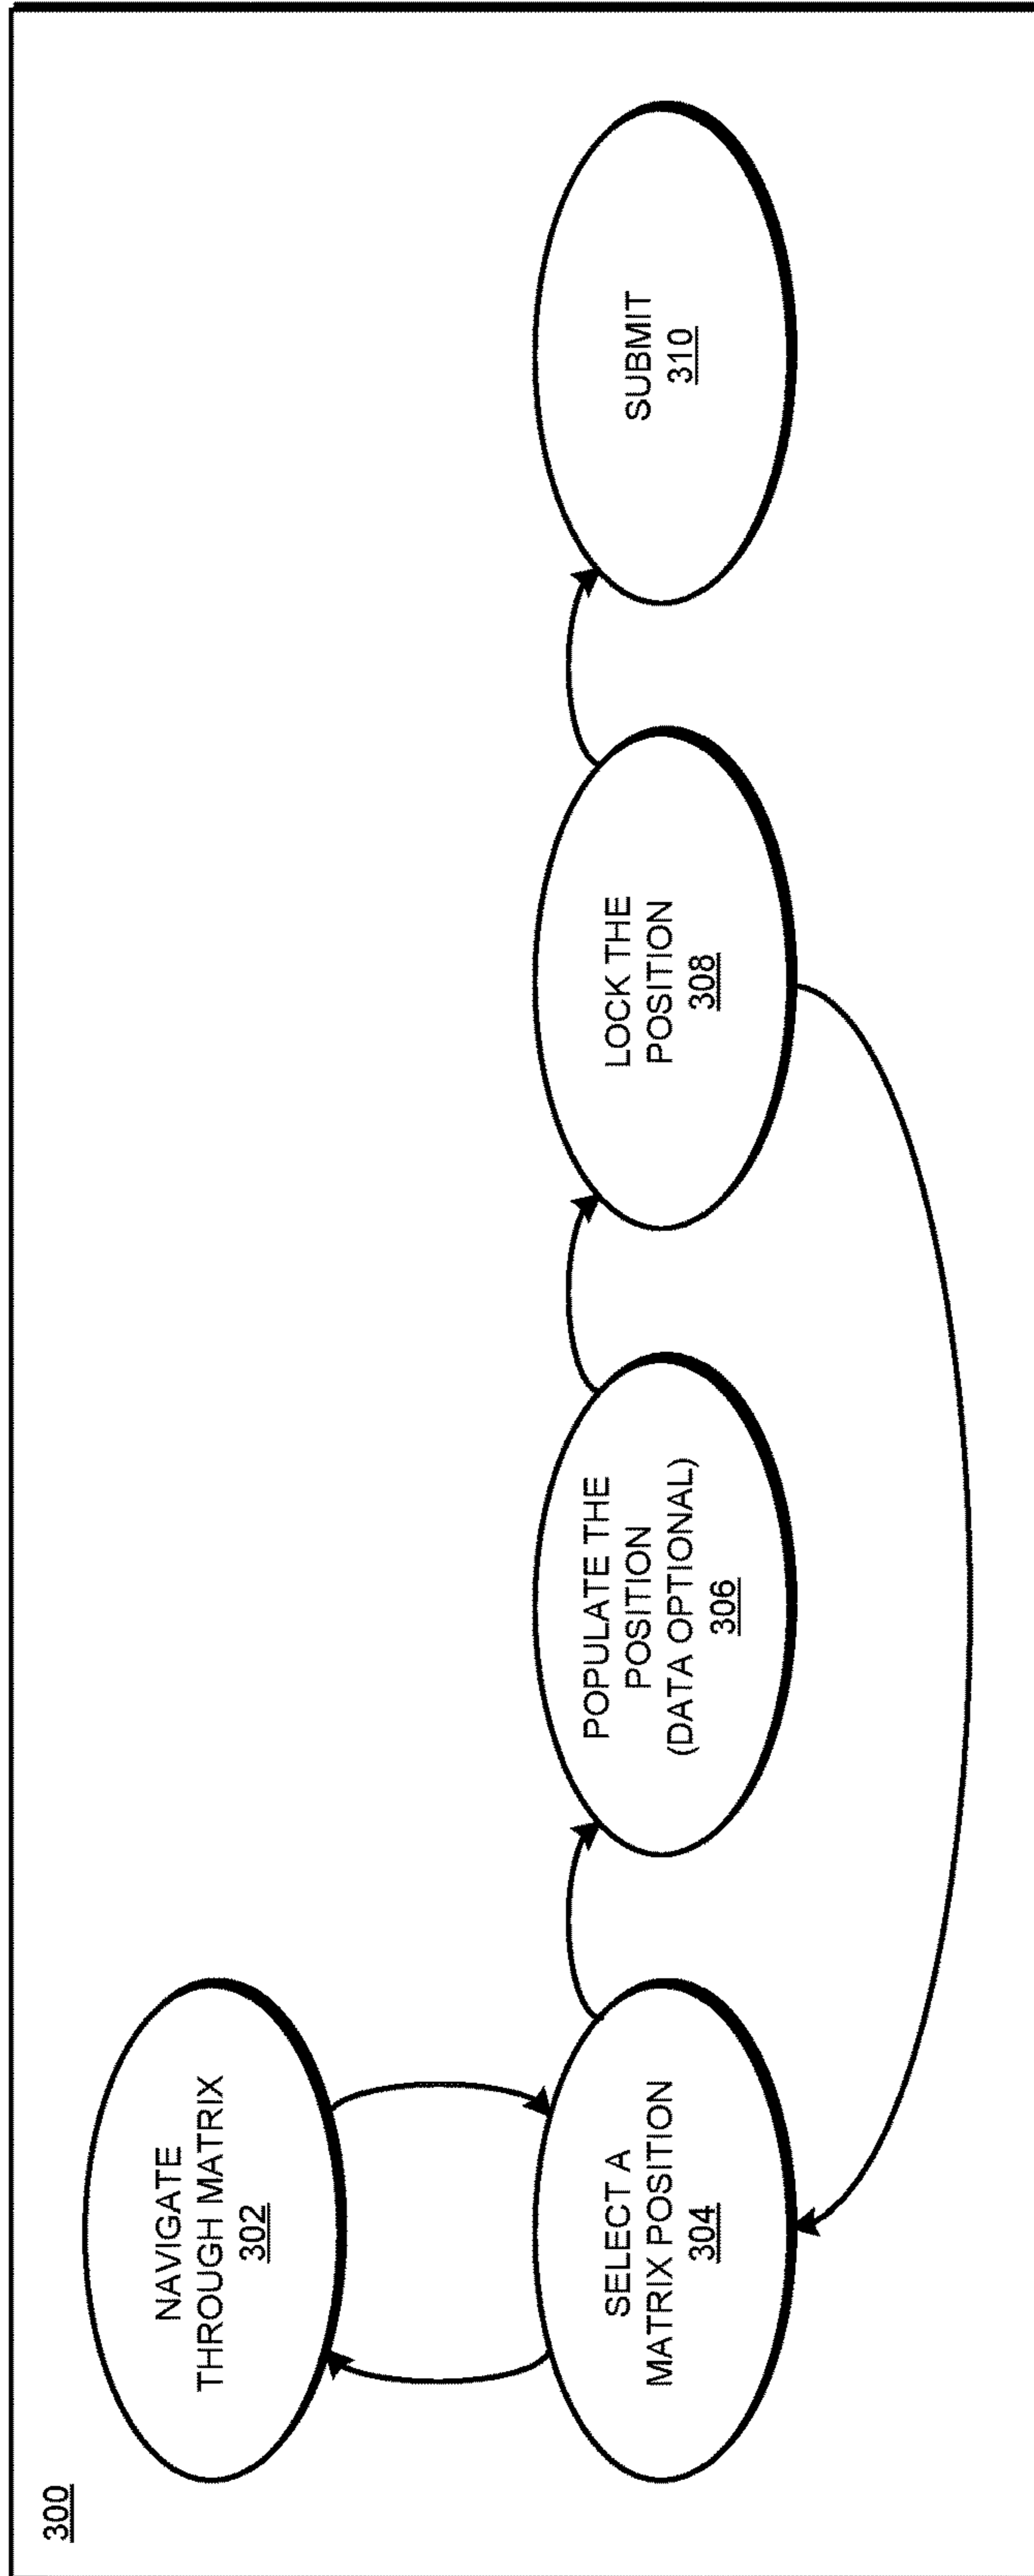 300
NAVIGATE
THROUGH MATRIX
302
SELECT A
MATRIX POSITION
304
POPULATE THE
POSITION
(DATA OPTIONAL)
306
LOCK THE
POSITION
308
SUBMIT
310